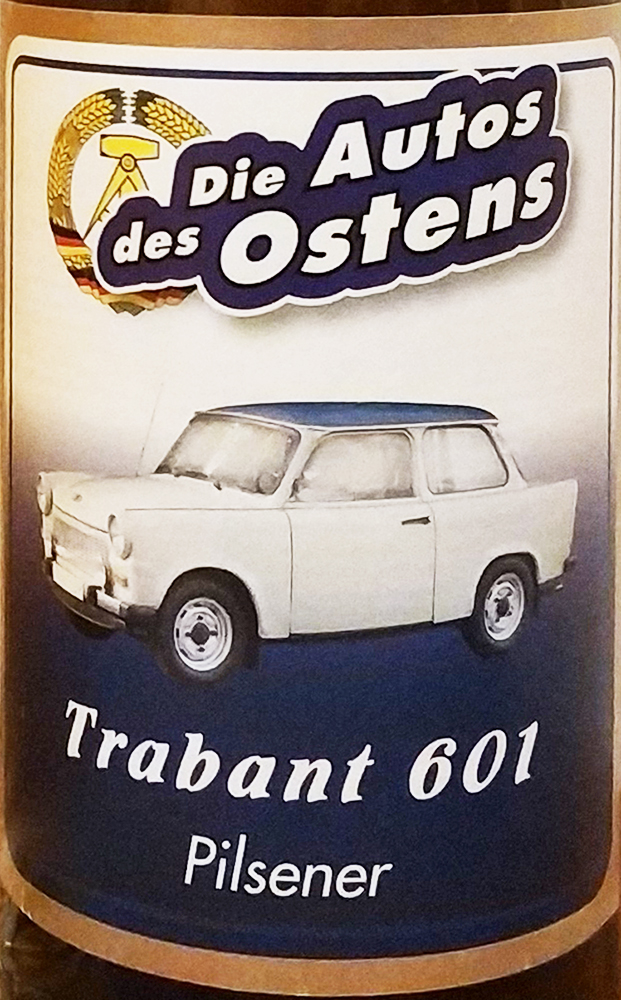 Die Autos
des Ostens
Trabant 601
Pilsener